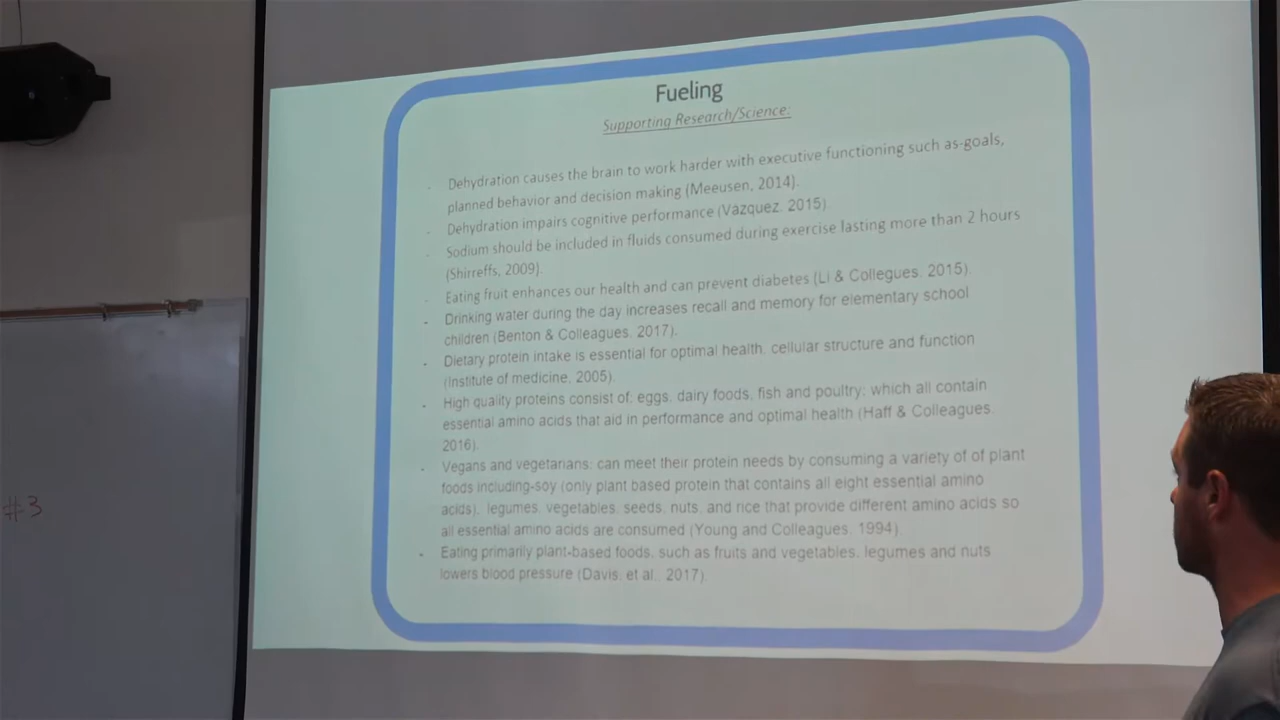 Fueling
Supporting Research/Science:
- Dehydration causes the brain to work harder with executive functioning such as-goals,
planned behavior and decision making (Meeusen, 2014).
- Dehydration impairs cognitive performance (Vazquez, 2015)
- Sodium should be included in fluids consumed during exercise lasting more than 2 hours
(Shirreffs, 2009).
- Eating fruit enhances our health and can prevent diabetes (Li & Collegues, 2015).
- Drinking water during the day increases recall and memory for elementary school
children (Benton & Colleagues, 2017).
- Dietary protein intake is essential for optimal health, cellular structure and function
(Institute of medicine, 2005).
- High quality proteins consist of; eggs, dairy foods, fish and poultry; which all contain
essential amino acids that aid in performance and optimal health (Haff & Colleagues,
2016).
- Vegans and vegetarians; can meet their protein needs by consuming a variety of of plant
foods including-soy (only plant based protein that contains all eight essential amino
acids), legumes, vegetables, seeds, nuts, and rice that provide different amino acids so
all essential amino acids are consumed (Young and Colleagues, 1994).
- Eating primarily plant-based foods, such as fruits and vegetables, legumes and nuts
lowers blood pressure (Davis, et al., 2017).
#3